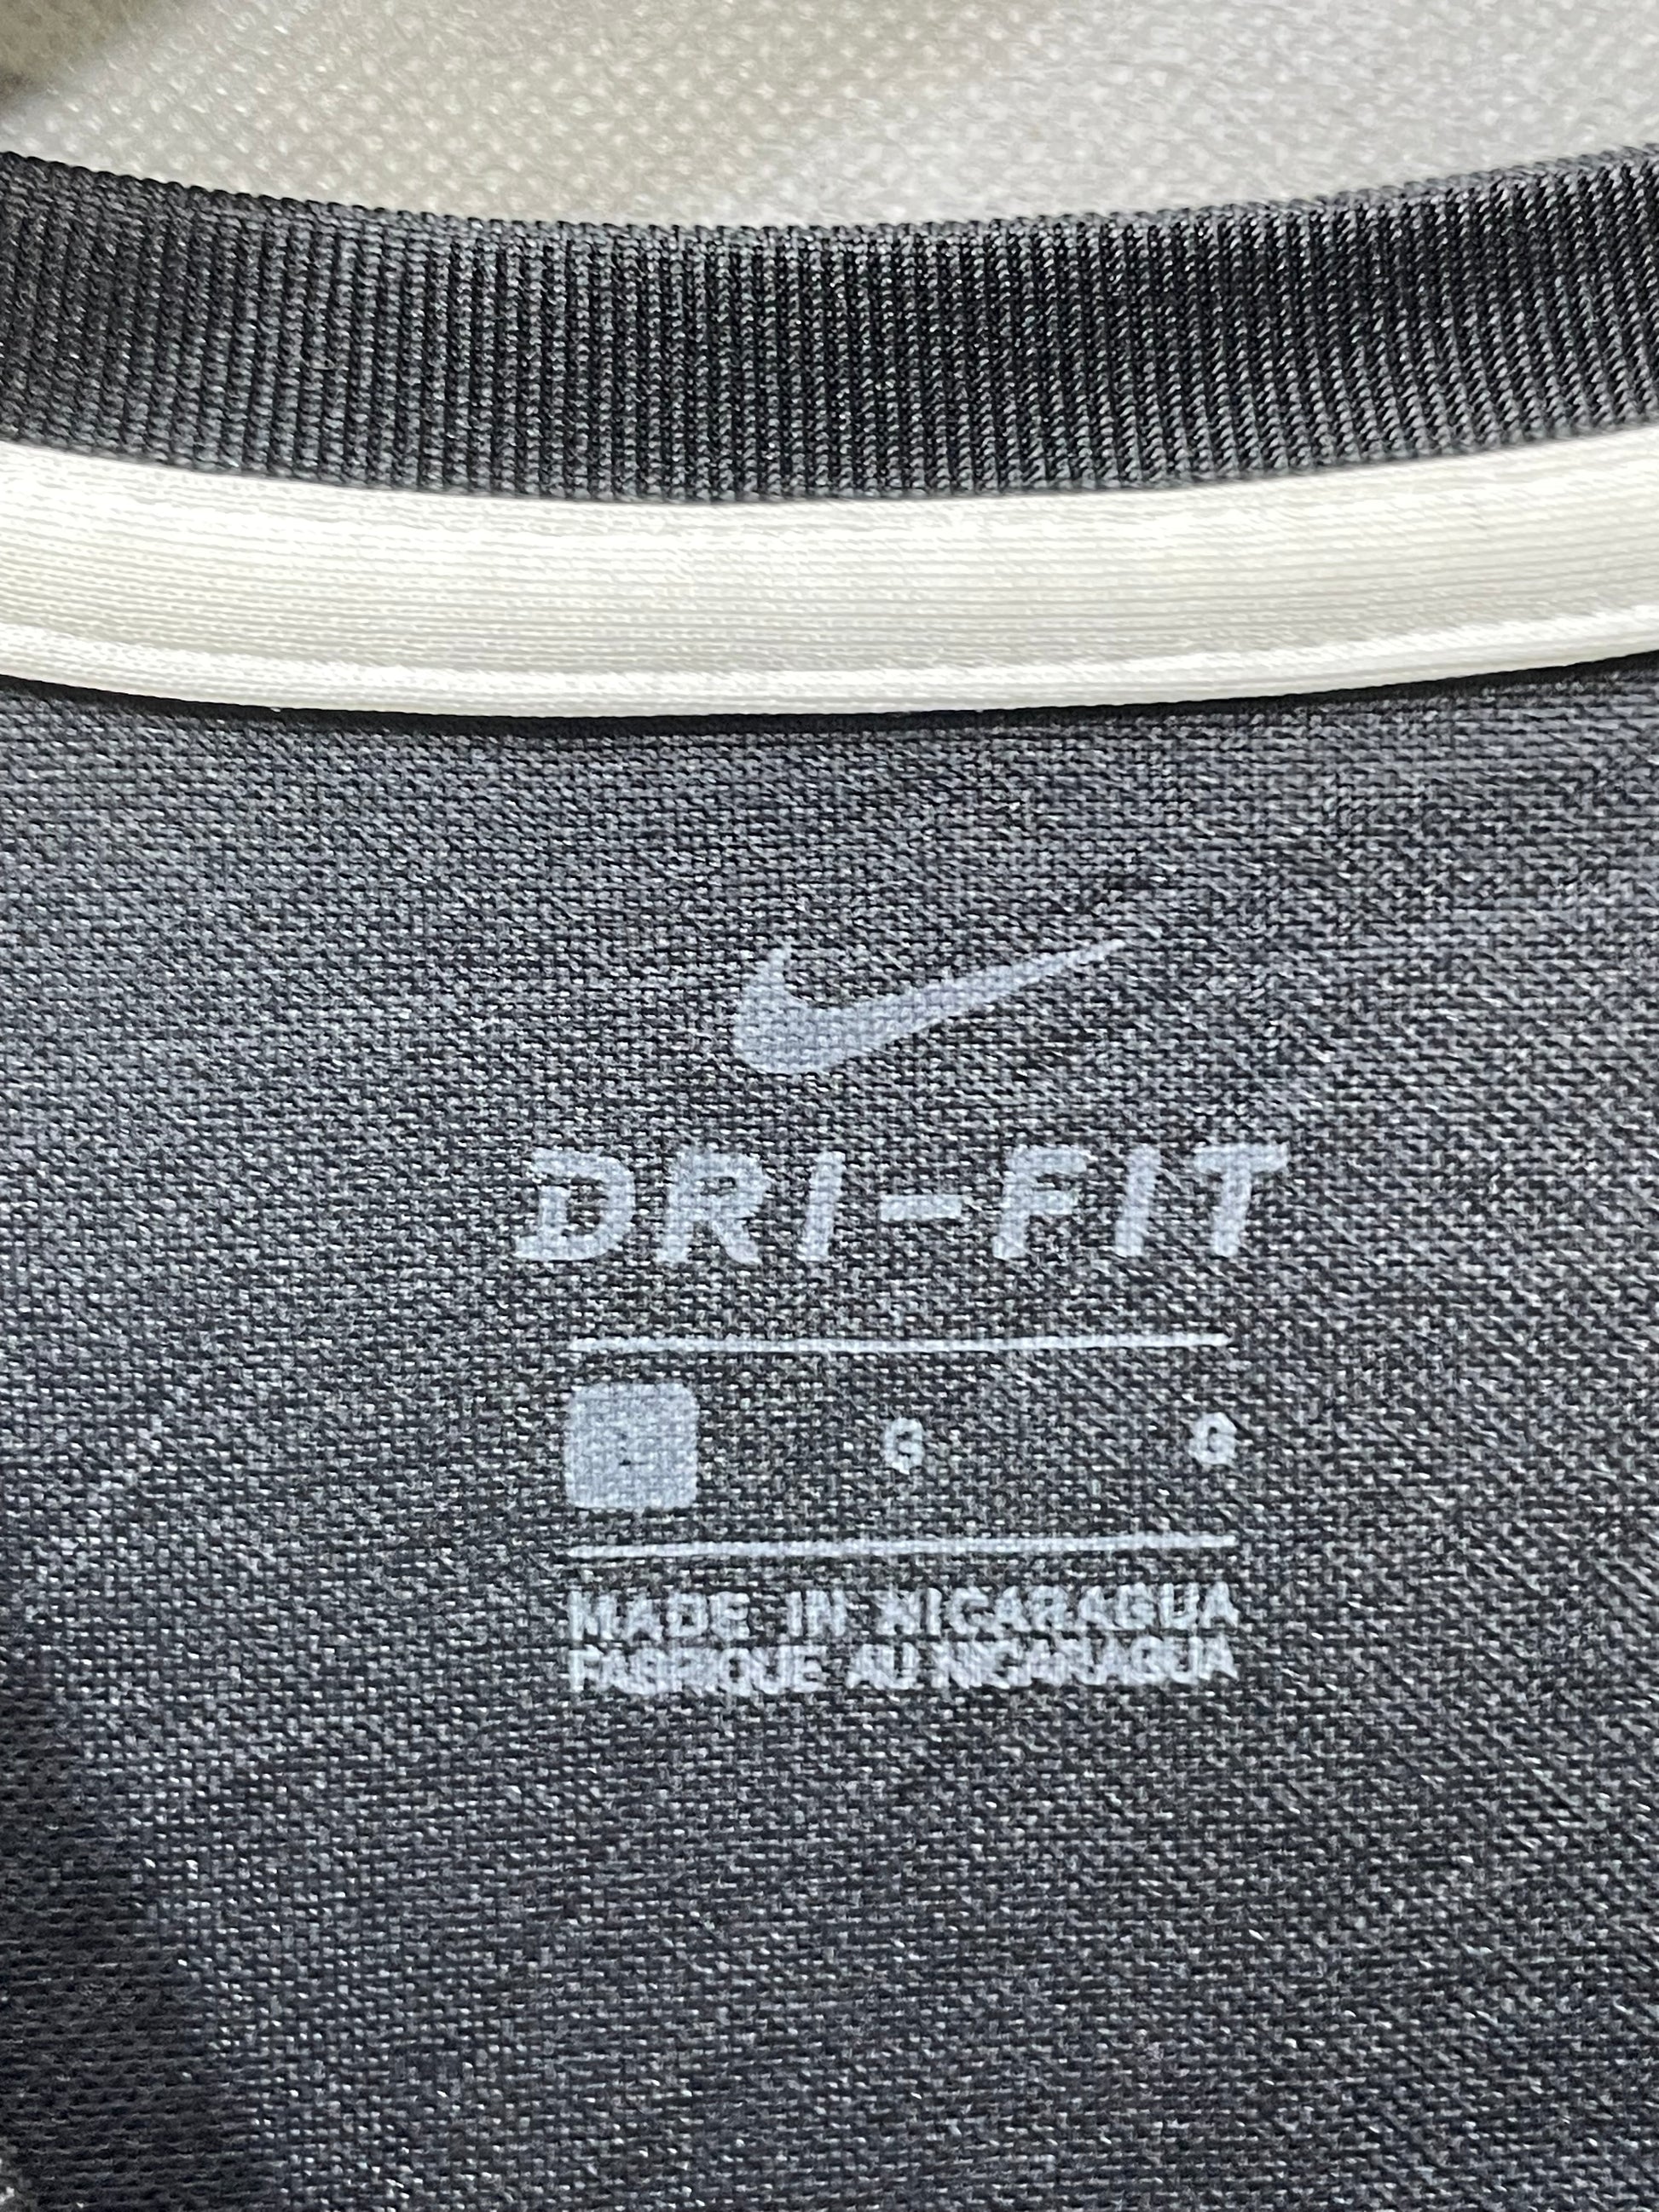 DRI-FIT
G G
MADE IN NICARAGUA
FABRIQUE AU NICARAGUA